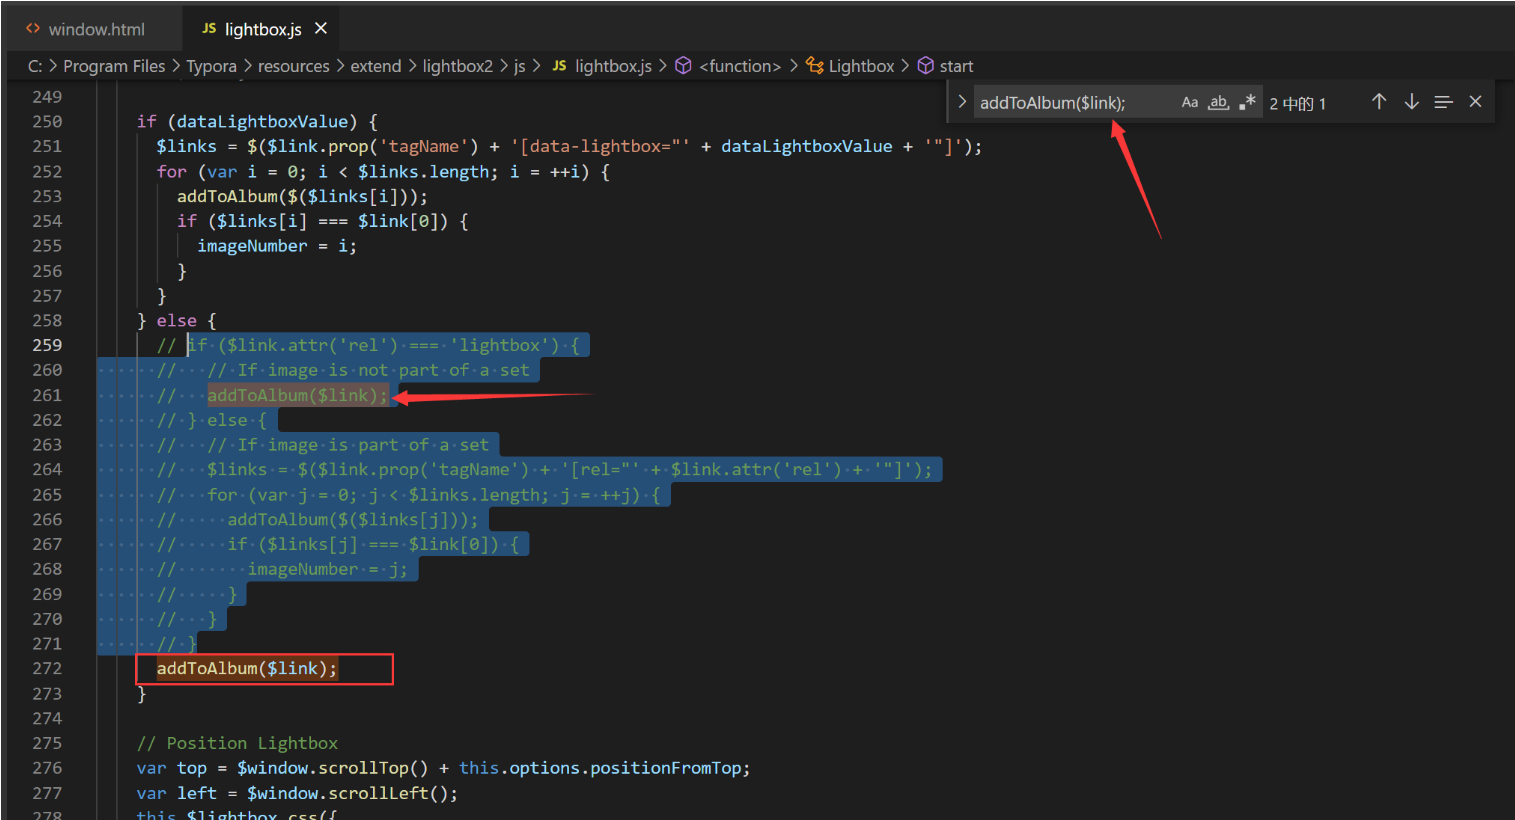 window.html JS lightbox.js ×
C: > Program Files > Typora > resources > extend > lightbox2 > js > JS lightbox.js > <function> > Lightbox > start
addToAlbum($link); Aa ab .* 2 中的 1
249
250 if (dataLightboxValue) {
251 $links = $($link.prop('tagName') + '[data-lightbox="' + dataLightboxValue + '"]');
252 for (var i = 0; i < $links.length; i = ++i) {
253 addToAlbum($($links[i]));
254 if ($links[i] === $link[0]) {
255 imageNumber = i;
256 }
257 }
258 } else {
259 // if ($link.attr('rel') === 'lightbox') {
260 // // If image is not part of a set
261 // addToAlbum($link);
262 // } else {
263 // // If image is part of a set
264 // $links = $($link.prop('tagName') + '[rel="' + $link.attr('rel') + '"]');
265 // for (var j = 0; j < $links.length; j = ++j) {
266 // addToAlbum($($links[j]));
267 // if ($links[j] === $link[0]) {
268 // imageNumber = j;
269 // }
270 // }
271 // }
272 addToAlbum($link);
273 }
274
275 // Position Lightbox
276 var top = $window.scrollTop() + this.options.positionFromTop;
277 var left = $window.scrollLeft();
278 this.$lightbox.css({